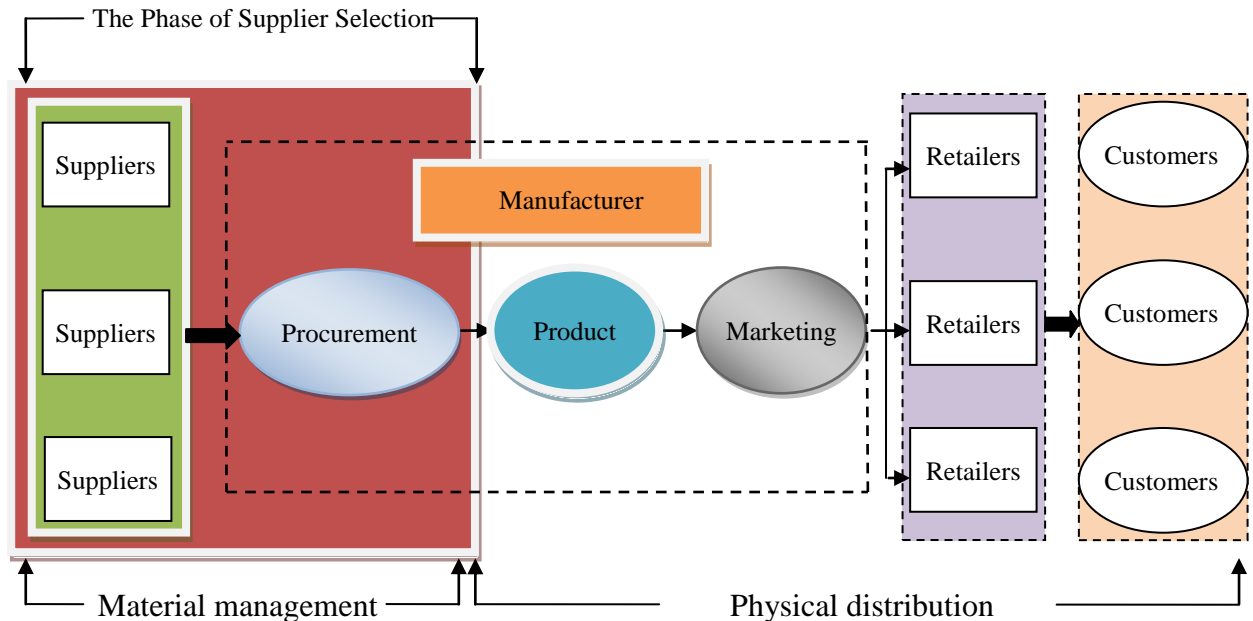 The Phase of Supplier Selection
Suppliers
Suppliers
Suppliers
Manufacturer
Procurement
Product
Marketing
Retailers
Retailers
Retailers
Customers
Customers
Customers
Material management
Physical distribution